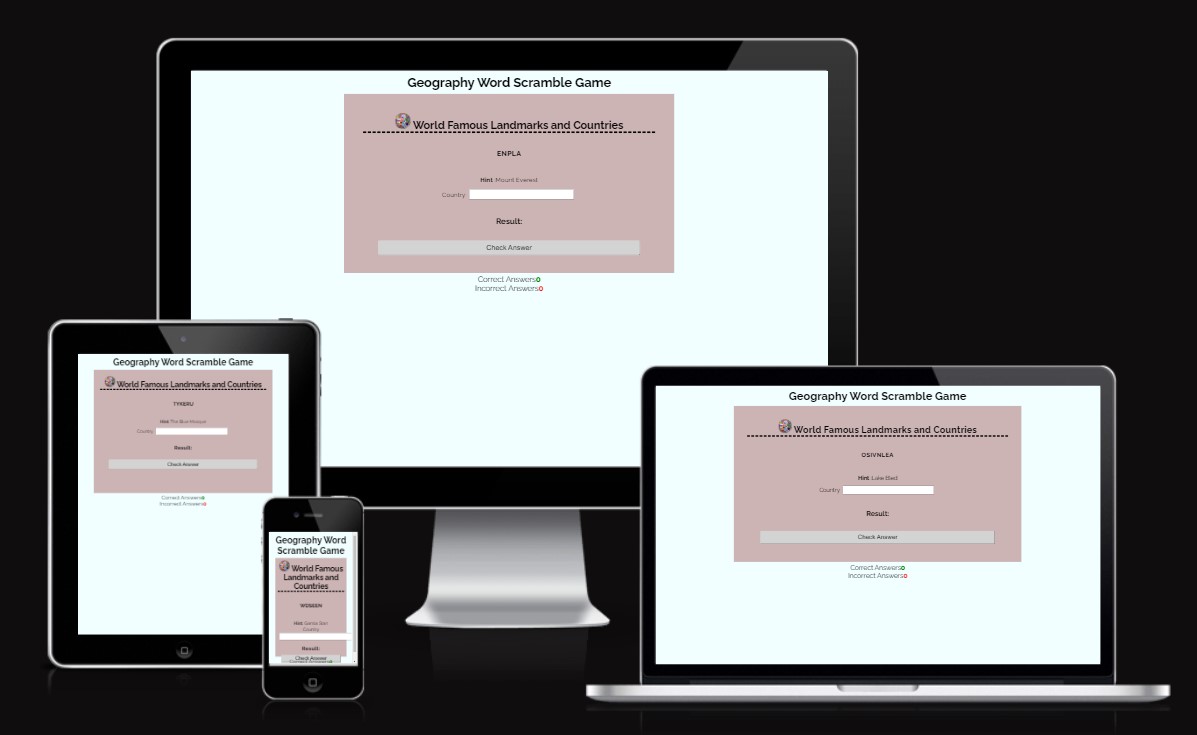 Geography Word Scramble Game
World Famous Landmarks and Countries
ENPLA
Hint: Mount Everest
Country:
Result:
Check Answer
Correct Answers0
Incorrect Answers0
Geography Word Scramble Game
World Famous Landmarks and Countries
Hint: The Blue Mosque
Country:
Result:
Check Answer
Correct Answers0
Incorrect Answers0
Geography Word
Scramble Game
World Famous
Landmarks and
Countries
Hint: Gamla Stan
Country:
Result:
Check Answer
Correct Answers0
Geography Word Scramble Game
World Famous Landmarks and Countries
OSIVNLEA
Hint: Lake Bled
Country:
Result:
Check Answer
Correct Answers0
Incorrect Answers0